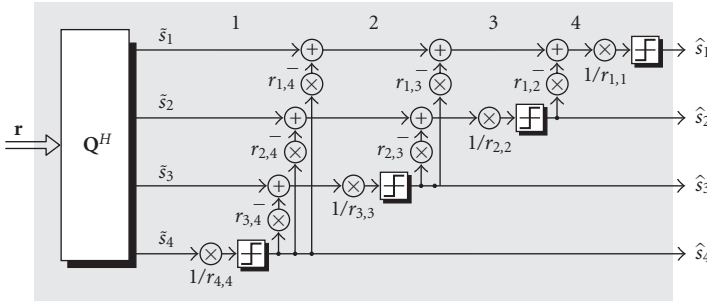 1 2 3 4
s̃₁ ŝ₁
r₁,₄ r₁,₃ r₁,₂ 1/r₁,₁
s̃₂ ŝ₂
r Qᴴ
r₂,₄ r₂,₃ 1/r₂,₂
s̃₃ ŝ₃
r₃,₄ 1/r₃,₃
s̃₄ ŝ₄
1/r₄,₄